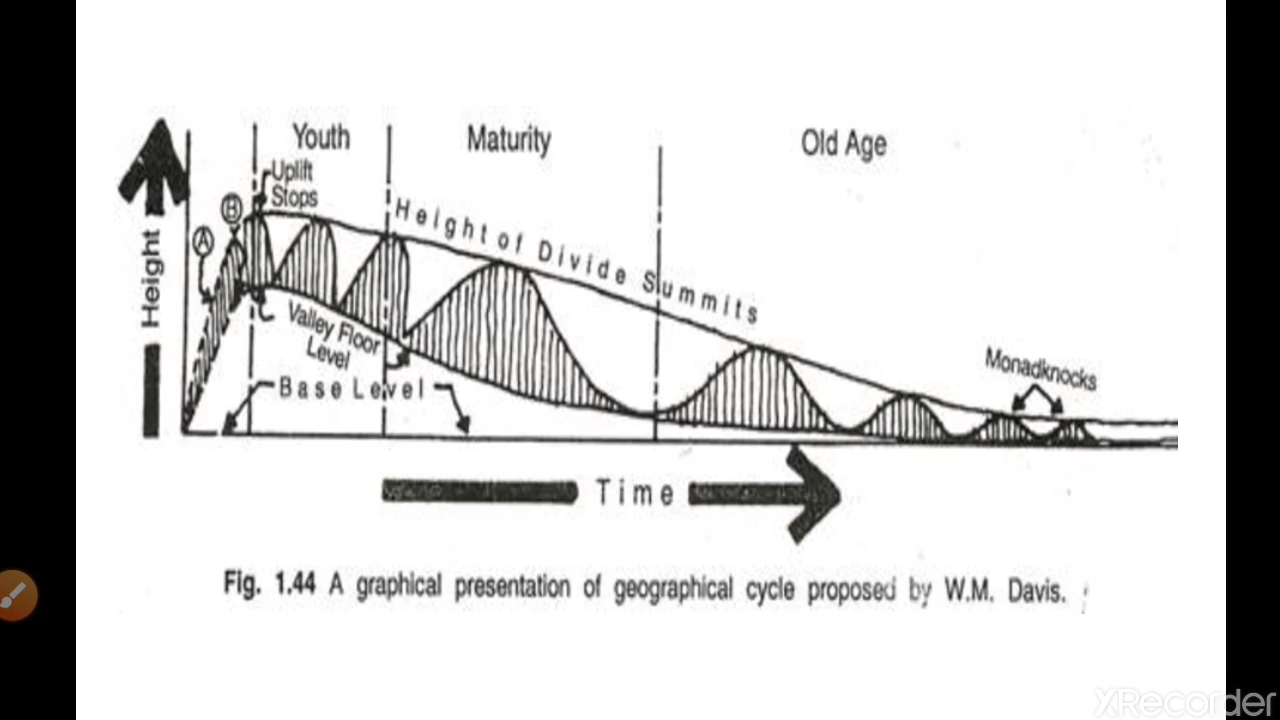 Youth
Maturity
Old Age
Uplift
Stops
B
A
Height of Divide Summits
Height
Valley Floor
Level
Base Level
Monadknocks
Time
Fig. 1.44 A graphical presentation of geographical cycle proposed by W.M. Davis.
XRecorder